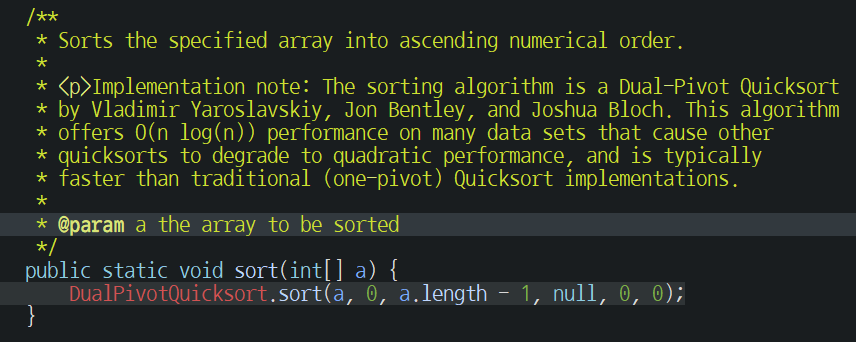 /**
* Sorts the specified array into ascending numerical order.
*
* <p>Implementation note: The sorting algorithm is a Dual-Pivot Quicksort
* by Vladimir Yaroslavskiy, Jon Bentley, and Joshua Bloch. This algorithm
* offers O(n log(n)) performance on many data sets that cause other
* quicksorts to degrade to quadratic performance, and is typically
* faster than traditional (one-pivot) Quicksort implementations.
*
* @param a the array to be sorted
*/
public static void sort(int[] a) {
DualPivotQuicksort.sort(a, 0, a.length - 1, null, 0, 0);
}